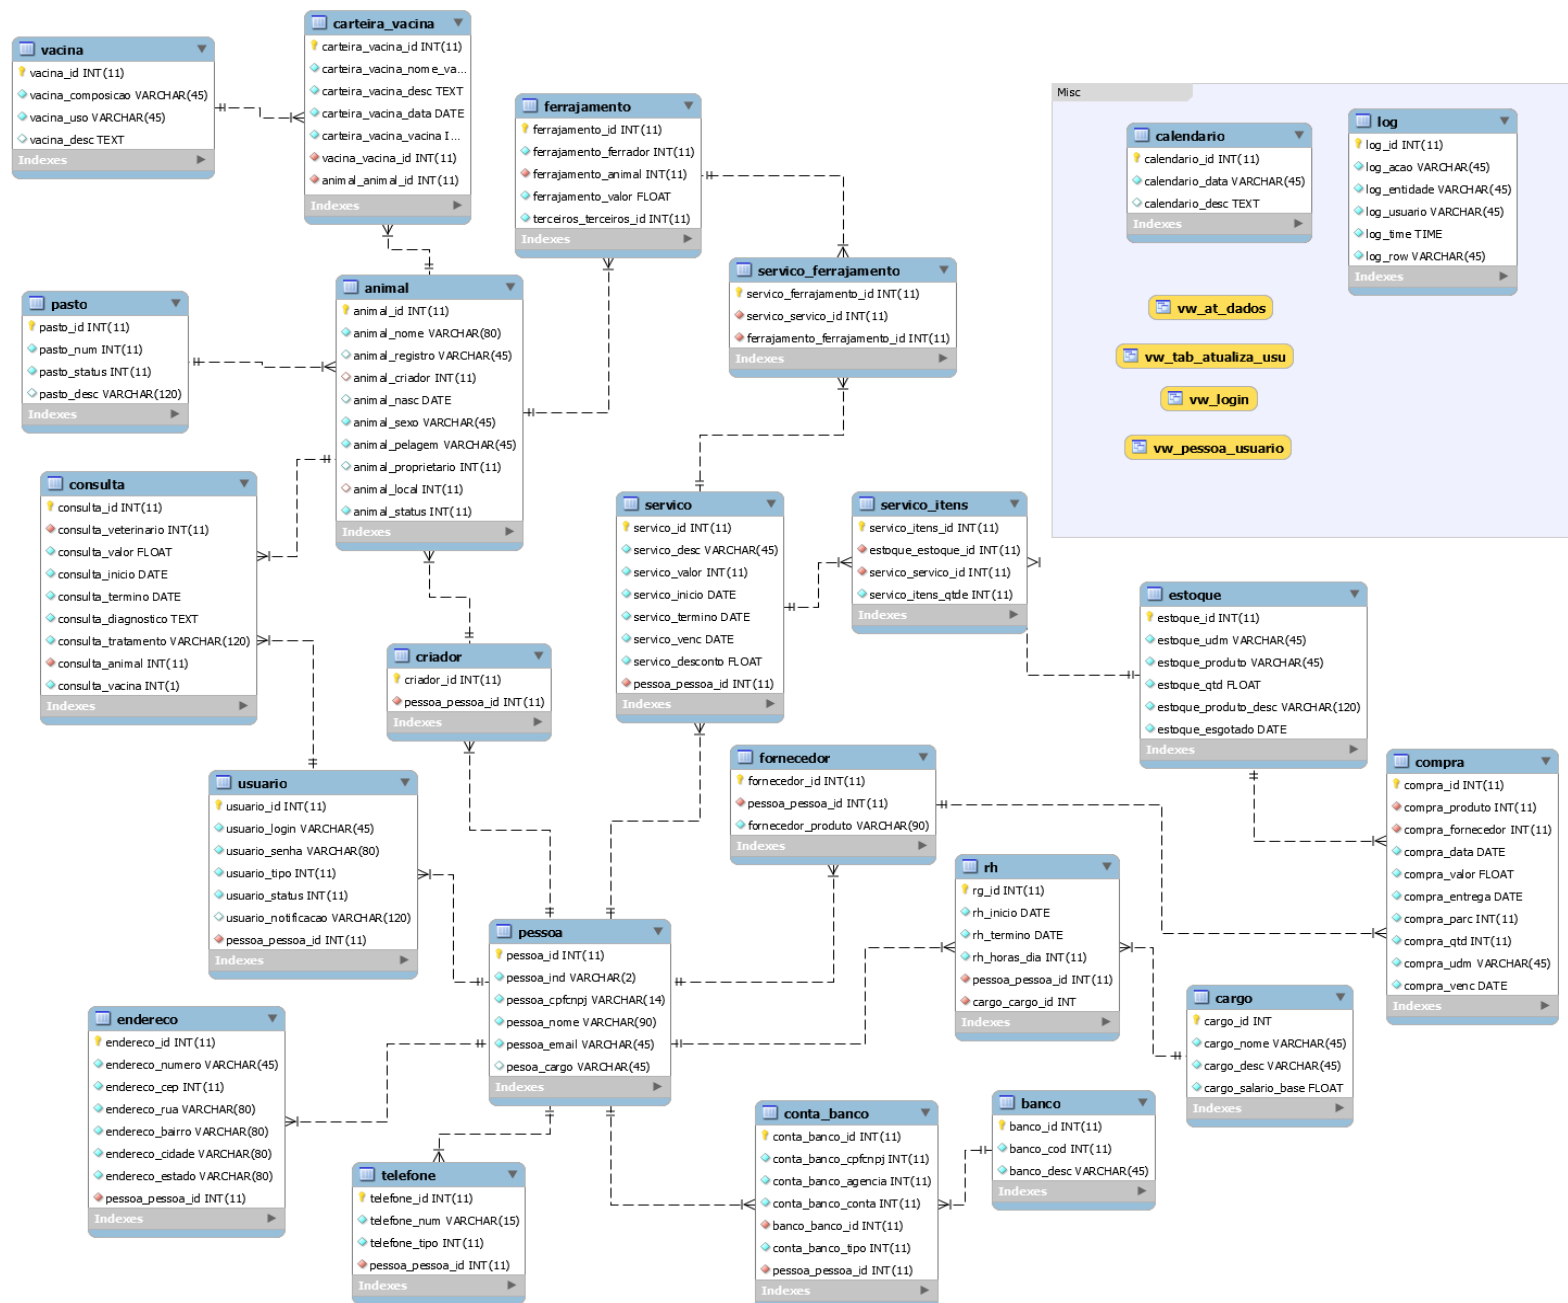 carteira_vacina
carteira_vacina_id INT(11)
carteira_vacina_nome_va...
carteira_vacina_desc TEXT
carteira_vacina_data DATE
carteira_vacina_vacina I...
vacina_vacina_id INT(11)
animal_animal_id INT(11)
Indexes
vacina
vacina_id INT(11)
vacina_composicao VARCHAR(45)
vacina_uso VARCHAR(45)
vacina_desc TEXT
Indexes
ferrajamento
ferrajamento_id INT(11)
ferrajamento_ferrador INT(11)
ferrajamento_animal INT(11)
ferrajamento_valor FLOAT
terceiros_terceiros_id INT(11)
Indexes
Misc
calendario
calendario_id INT(11)
calendario_data VARCHAR(45)
calendario_desc TEXT
Indexes
log
log_id INT(11)
log_acao VARCHAR(45)
log_entidade VARCHAR(45)
log_usuario VARCHAR(45)
log_time TIME
log_row VARCHAR(45)
Indexes
vw_at_dados
vw_tab_atualiza_usu
vw_login
vw_pessoa_usuario
pasto
pasto_id INT(11)
pasto_num INT(11)
pasto_status INT(11)
pasto_desc VARCHAR(120)
Indexes
animal
animal_id INT(11)
animal_nome VARCHAR(80)
animal_registro VARCHAR(45)
animal_criador INT(11)
animal_nasc DATE
animal_sexo VARCHAR(45)
animal_pelagem VARCHAR(45)
animal_proprietario INT(11)
animal_local INT(11)
animal_status INT(11)
Indexes
servico_ferrajamento
servico_ferrajamento_id INT(11)
servico_servico_id INT(11)
ferrajamento_ferrajamento_id INT(11)
Indexes
consulta
consulta_id INT(11)
consulta_veterinario INT(11)
consulta_valor FLOAT
consulta_inicio DATE
consulta_termino DATE
consulta_diagnostico TEXT
consulta_tratamento VARCHAR(120)
consulta_animal INT(11)
consulta_vacina INT(1)
Indexes
servico
servico_id INT(11)
servico_desc VARCHAR(45)
servico_valor INT(11)
servico_inicio DATE
servico_termino DATE
servico_venc DATE
servico_desconto FLOAT
pessoa_pessoa_id INT(11)
Indexes
servico_itens
servico_itens_id INT(11)
estoque_estoque_id INT(11)
servico_servico_id INT(11)
servico_itens_qtde INT(11)
Indexes
estoque
estoque_id INT(11)
estoque_udm VARCHAR(45)
estoque_produto VARCHAR(45)
estoque_qtd FLOAT
estoque_produto_desc VARCHAR(120)
estoque_esgotado DATE
Indexes
criador
criador_id INT(11)
pessoa_pessoa_id INT(11)
Indexes
usuario
usuario_id INT(11)
usuario_login VARCHAR(45)
usuario_senha VARCHAR(80)
usuario_tipo INT(11)
usuario_status INT(11)
usuario_notificacao VARCHAR(120)
pessoa_pessoa_id INT(11)
Indexes
fornecedor
fornecedor_id INT(11)
pessoa_pessoa_id INT(11)
fornecedor_produto VARCHAR(90)
Indexes
compra
compra_id INT(11)
compra_produto INT(11)
compra_fornecedor INT(11)
compra_data DATE
compra_valor FLOAT
compra_entrega DATE
compra_parc INT(11)
compra_qtd INT(11)
compra_udm VARCHAR(45)
compra_venc DATE
Indexes
rh
rg_id INT(11)
rh_inicio DATE
rh_termino DATE
rh_horas_dia INT(11)
pessoa_pessoa_id INT(11)
cargo_cargo_id INT
Indexes
pessoa
pessoa_id INT(11)
pessoa_ind VARCHAR(2)
pessoa_cpfcnpj VARCHAR(14)
pessoa_nome VARCHAR(90)
pessoa_email VARCHAR(45)
pesoa_cargo VARCHAR(45)
Indexes
cargo
cargo_id INT
cargo_nome VARCHAR(45)
cargo_desc VARCHAR(45)
cargo_salario_base FLOAT
Indexes
endereco
endereco_id INT(11)
endereco_numero VARCHAR(45)
endereco_cep INT(11)
endereco_rua VARCHAR(80)
endereco_bairro VARCHAR(80)
endereco_cidade VARCHAR(80)
endereco_estado VARCHAR(80)
pessoa_pessoa_id INT(11)
Indexes
telefone
telefone_id INT(11)
telefone_num VARCHAR(15)
telefone_tipo INT(11)
pessoa_pessoa_id INT(11)
Indexes
conta_banco
conta_banco_id INT(11)
conta_banco_cpfcnpj INT(11)
conta_banco_agencia INT(11)
conta_banco_conta INT(11)
banco_banco_id INT(11)
conta_banco_tipo INT(11)
pessoa_pessoa_id INT(11)
Indexes
banco
banco_id INT(11)
banco_cod INT(11)
banco_desc VARCHAR(45)
Indexes